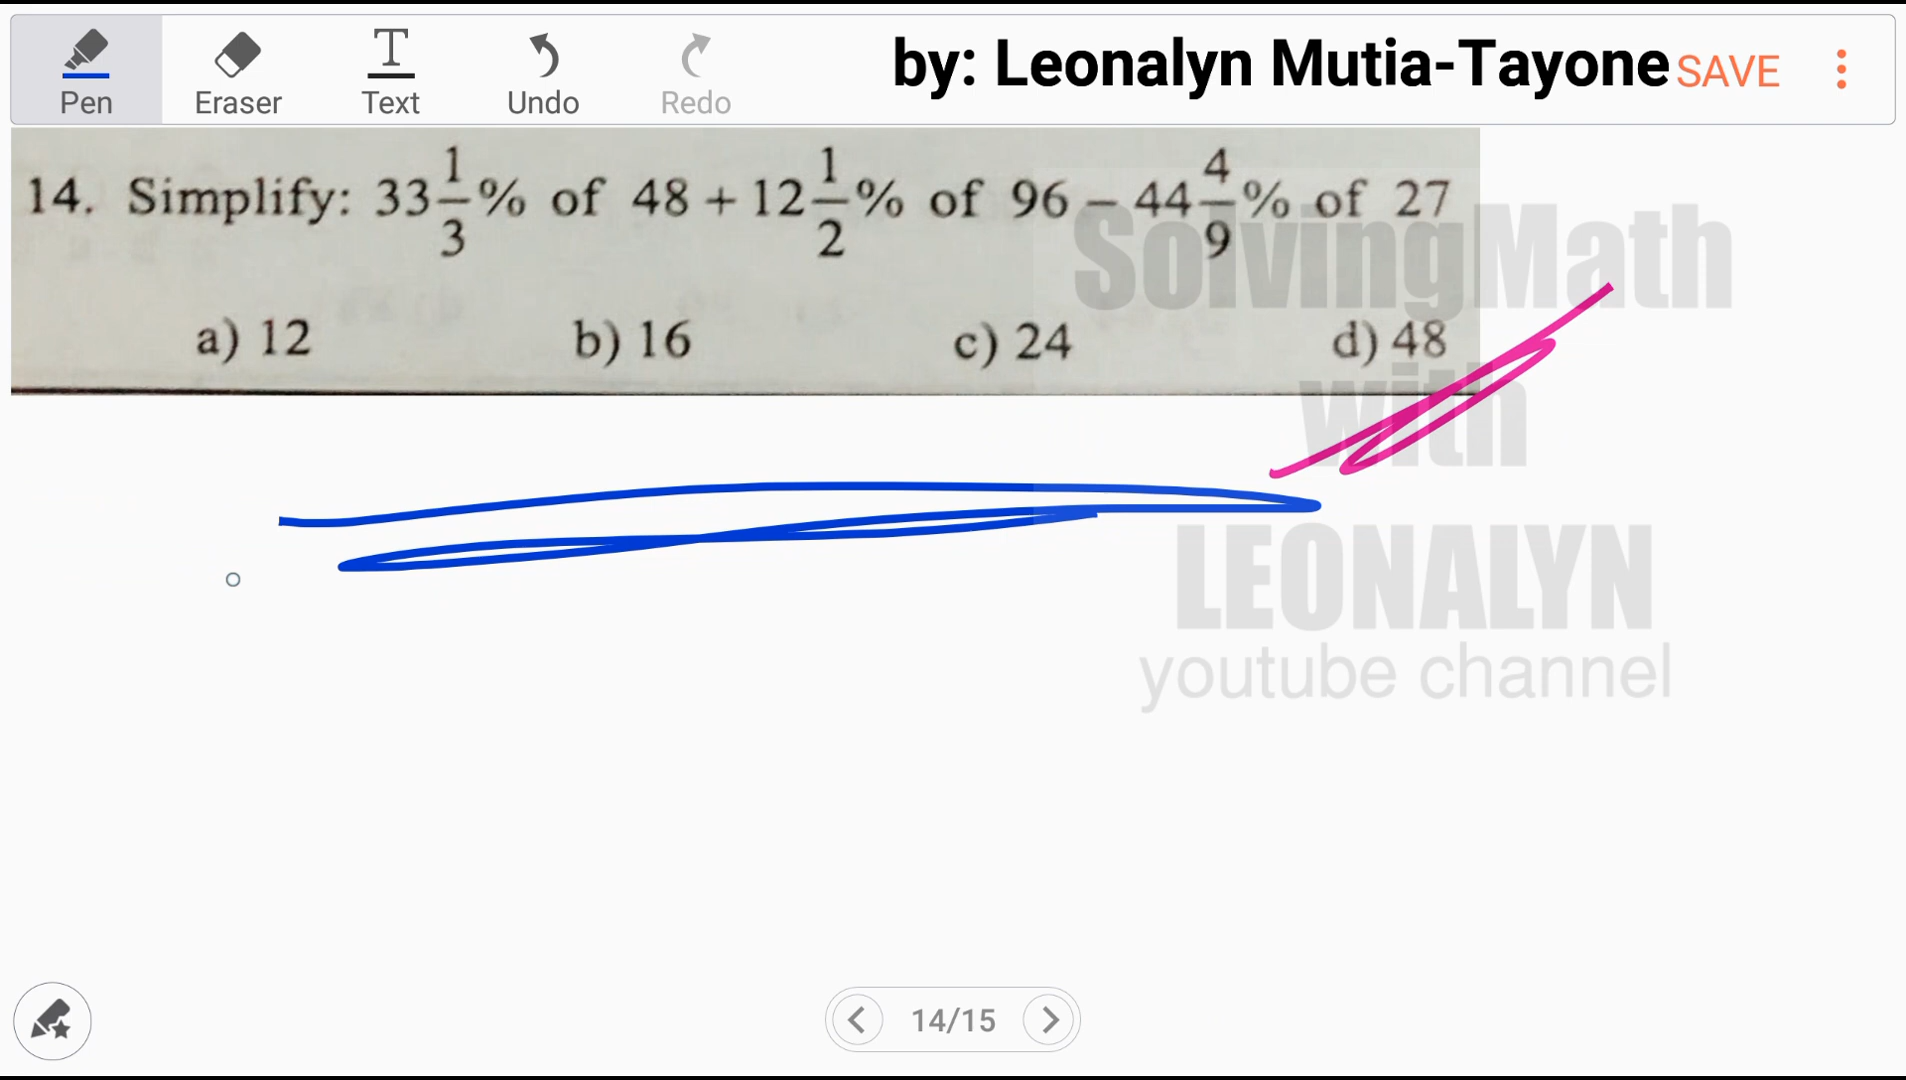 by: Leonalyn Mutia-Tayone
Pen Eraser Text Undo Redo SAVE
14. Simplify: 33 1/3 % of 48 + 12 1/2 % of 96 – 44 4/9 % of 27
a) 12 b) 16 c) 24 d) 48
SolvingMath
with
LEONALYN
youtube channel
14/15